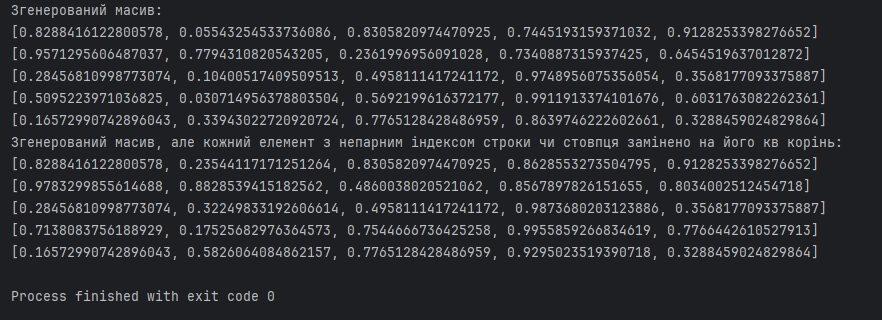 Згенерований масив:
[0.8288416122800578, 0.05543254533736086, 0.8305820974470925, 0.7445193159371032, 0.9128253398276652]
[0.9571295606487037, 0.7794310820543205, 0.2361996956091028, 0.7340887315937425, 0.6454519637012872]
[0.28456810998773074, 0.10400517409509513, 0.4958111417241172, 0.9748956075356054, 0.3568177093375887]
[0.5095223971036825, 0.030714956378803504, 0.5692199616372177, 0.9911913374101676, 0.6031763082262361]
[0.16572990742896043, 0.33943022720920724, 0.7765128428486959, 0.8639746222602661, 0.3288459024829864]
Згенерований масив, але кожний елемент з непарним індексом строки чи стовпця замінено на його кв корінь:
[0.8288416122800578, 0.23544117171251264, 0.8305820974470925, 0.8628553273504795, 0.9128253398276652]
[0.9783299855614688, 0.8828539415182562, 0.4860038020521062, 0.8567897826151655, 0.8034002512454718]
[0.28456810998773074, 0.32249833192606614, 0.4958111417241172, 0.9873680203123886, 0.3568177093375887]
[0.7138083756188929, 0.17525682976364573, 0.7544666736425258, 0.9955859266834619, 0.7766442610527913]
[0.16572990742896043, 0.5826064084862157, 0.7765128428486959, 0.9295023519390718, 0.3288459024829864]
Process finished with exit code 0